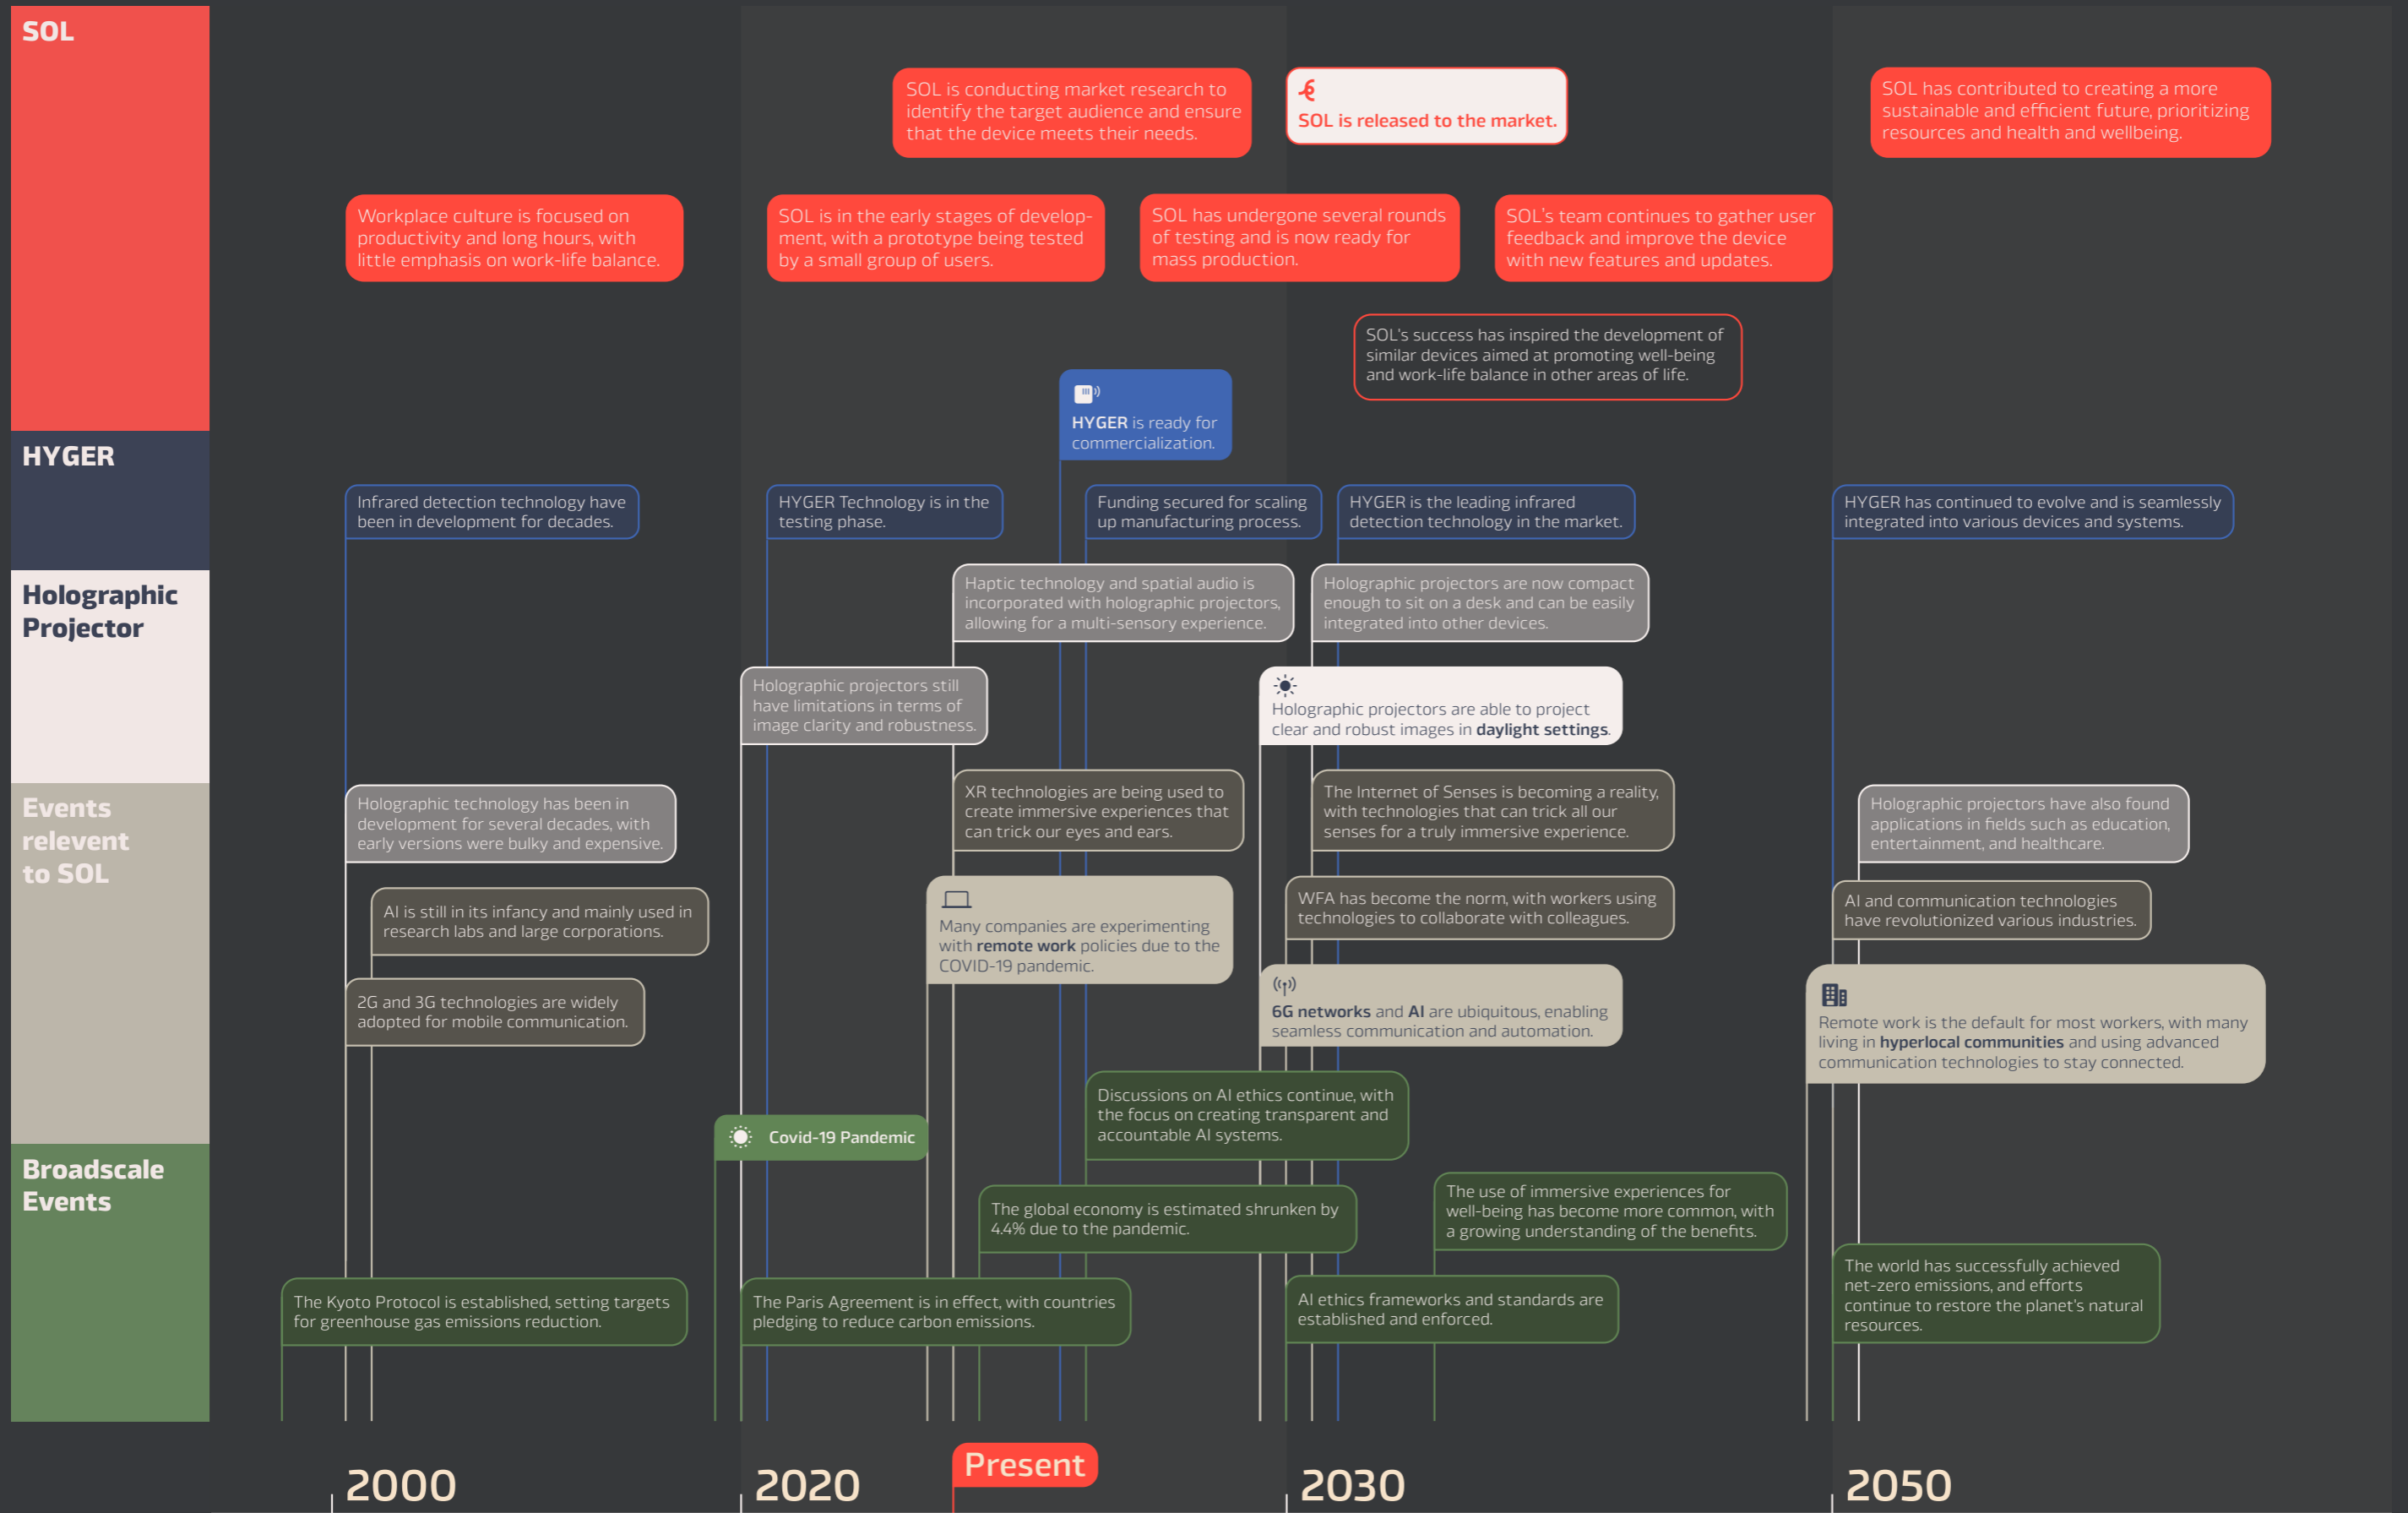 SOL
SOL is conducting market research to
identify the target audience and ensure
that the device meets their needs.
SOL is released to the market.
SOL has contributed to creating a more
sustainable and efficient future, prioritizing
resources and health and wellbeing.
Workplace culture is focused on
productivity and long hours, with
little emphasis on work-life balance.
SOL is in the early stages of develop-
ment, with a prototype being tested
by a small group of users.
SOL has undergone several rounds
of testing and is now ready for
mass production.
SOL's team continues to gather user
feedback and improve the device
with new features and updates.
SOL's success has inspired the development of
similar devices aimed at promoting well-being
and work-life balance in other areas of life.
HYGER is ready for
commercialization.
HYGER
Infrared detection technology have
been in development for decades.
HYGER Technology is in the
testing phase.
Funding secured for scaling
up manufacturing process.
HYGER is the leading infrared
detection technology in the market.
HYGER has continued to evolve and is seamlessly
integrated into various devices and systems.
Holographic
Projector
Haptic technology and spatial audio is
incorporated with holographic projectors,
allowing for a multi-sensory experience.
Holographic projectors are now compact
enough to sit on a desk and can be easily
integrated into other devices.
Holographic projectors still
have limitations in terms of
image clarity and robustness.
Holographic projectors are able to project
clear and robust images in daylight settings.
Holographic technology has been in
development for several decades, with
early versions were bulky and expensive.
Holographic projectors have also found
applications in fields such as education,
entertainment, and healthcare.
Events
relevent
to SOL
XR technologies are being used to
create immersive experiences that
can trick our eyes and ears.
The Internet of Senses is becoming a reality,
with technologies that can trick all our
senses for a truly immersive experience.
AI is still in its infancy and mainly used in
research labs and large corporations.
Many companies are experimenting
with remote work policies due to the
COVID-19 pandemic.
WFA has become the norm, with workers using
technologies to collaborate with colleagues.
AI and communication technologies
have revolutionized various industries.
2G and 3G technologies are widely
adopted for mobile communication.
6G networks and AI are ubiquitous, enabling
seamless communication and automation.
Remote work is the default for most workers, with many
living in hyperlocal communities and using advanced
communication technologies to stay connected.
Broadscale
Events
Discussions on AI ethics continue, with
the focus on creating transparent and
accountable AI systems.
Covid-19 Pandemic
The global economy is estimated shrunken by
4.4% due to the pandemic.
The use of immersive experiences for
well-being has become more common, with
a growing understanding of the benefits.
The Kyoto Protocol is established, setting targets
for greenhouse gas emissions reduction.
The Paris Agreement is in effect, with countries
pledging to reduce carbon emissions.
AI ethics frameworks and standards are
established and enforced.
The world has successfully achieved
net-zero emissions, and efforts
continue to restore the planet's natural
resources.
Present
2000
2020
2030
2050